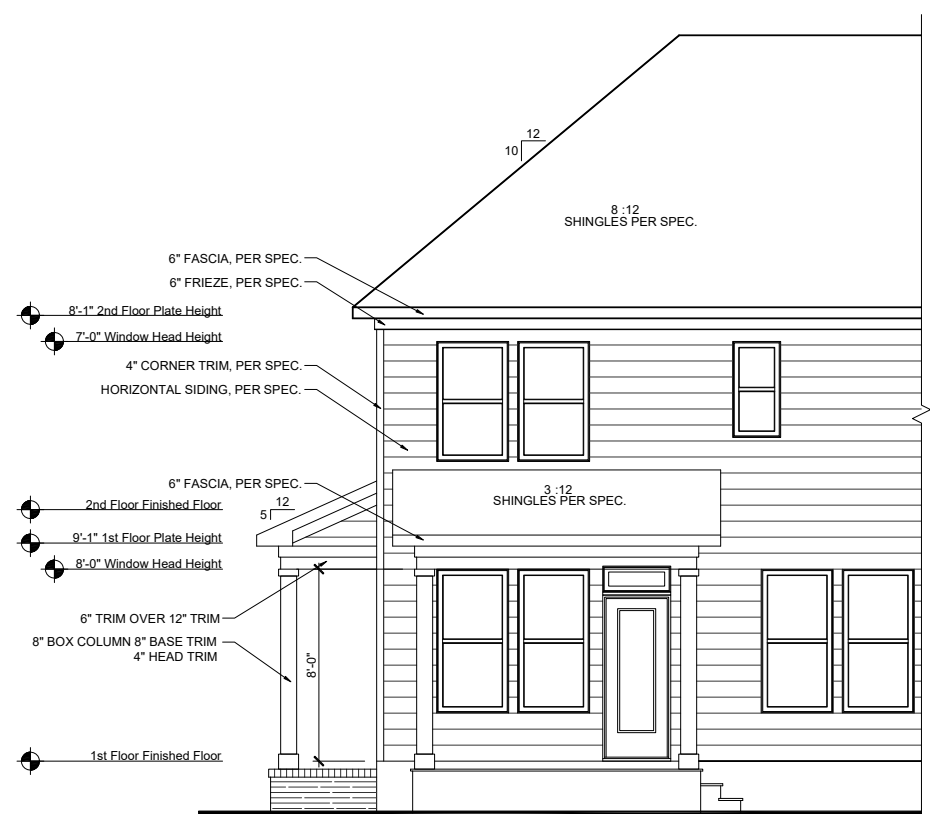 12
10
8 :12
SHINGLES PER SPEC.
6" FASCIA, PER SPEC.
6" FRIEZE, PER SPEC.
8'-1" 2nd Floor Plate Height
7'-0" Window Head Height
4" CORNER TRIM, PER SPEC.
HORIZONTAL SIDING, PER SPEC.
6" FASCIA, PER SPEC.
3 :12
SHINGLES PER SPEC.
12
5
2nd Floor Finished Floor
9'-1" 1st Floor Plate Height
8'-0" Window Head Height
6" TRIM OVER 12" TRIM
8" BOX COLUMN 8" BASE TRIM
4" HEAD TRIM
8'-0"
1st Floor Finished Floor